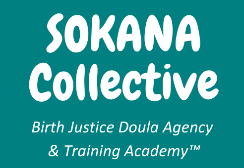 SOKANA
Collective
Birth Justice Doula Agency
& Training Academy™